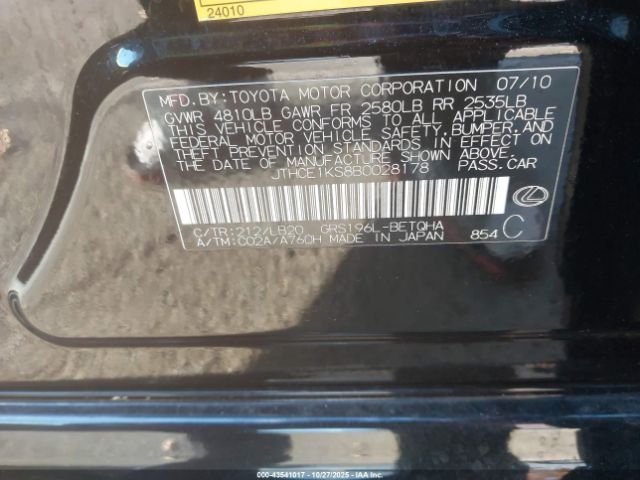 24010
MFD. BY: TOYOTA MOTOR CORPORATION 07/10
GVWR 4810LB GAWR FR 2580LB RR 2535LB
THIS VEHICLE CONFORMS TO ALL APPLICABLE
FEDERAL MOTOR VEHICLE SAFETY, BUMPER, AND
THEFT PREVENTION STANDARDS IN EFFECT ON
THE DATE OF MANUFACTURE SHOWN ABOVE.
JTHCE1KS8B0028178 PASS. CAR
C/TR: 212/LB20 GRS196L-BETQHA
A/TM: C02A/A760H MADE IN JAPAN 854 C
000-43541017 - 10/27/2025 - IAAI.COM